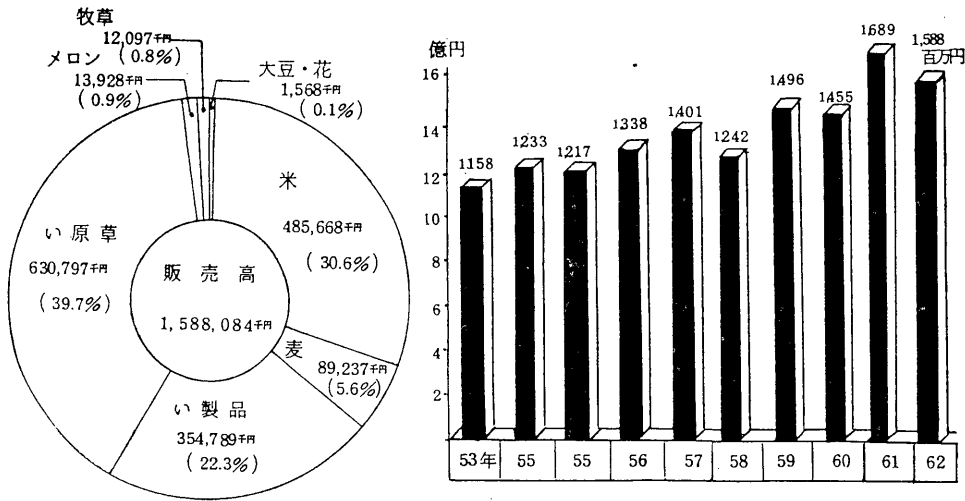 牧草
12,097千円
(0.8%)
メロン
13,928千円
(0.9%)
大豆・花
1,568千円
(0.1%)
米
485,668千円
(30.6%)
い原草
630,797千円
(39.7%)
販売高
1,588,084千円
麦
89,237千円
(5.6%)
い製品
354,789千円
(22.3%)
億円
16
14
12
10
8
6
4
2
1158
1233
1217
1338
1401
1242
1496
1455
1689
1,588
百万円
53年
55
55
56
57
58
59
60
61
62